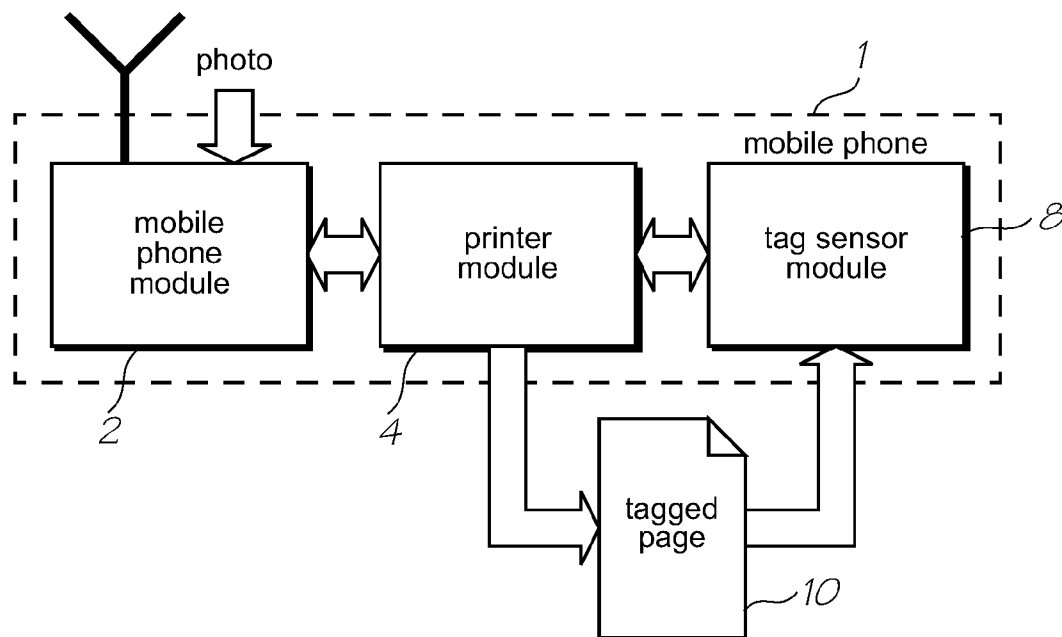 photo
1
mobile phone
mobile
phone
module
printer
module
tag sensor
module
8
2
4
tagged
page
10